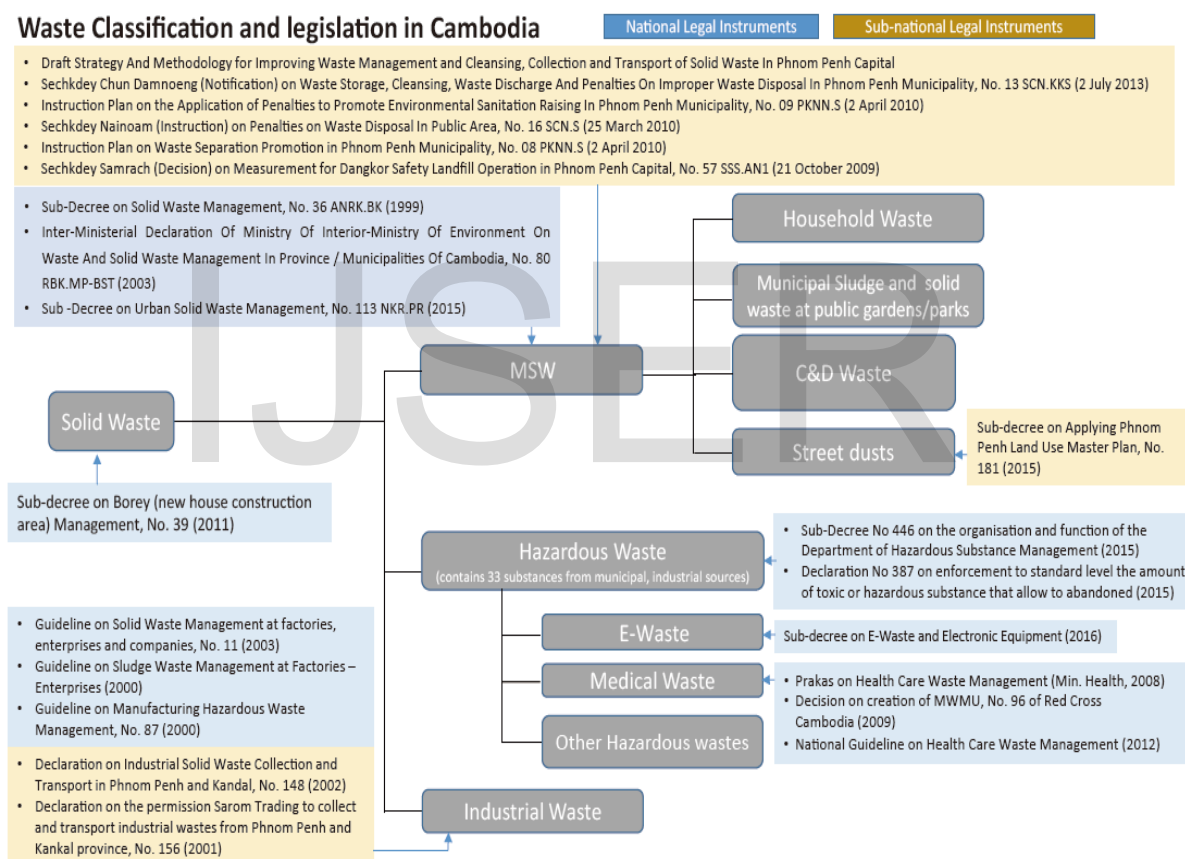 Waste Classification and legislation in Cambodia
National Legal Instruments
Sub-national Legal Instruments
• Draft Strategy And Methodology for Improving Waste Management and Cleansing, Collection and Transport of Solid Waste In Phnom Penh Capital
• Sechkdey Chun Damnoeng (Notification) on Waste Storage, Cleansing, Waste Discharge And Penalties On Improper Waste Disposal In Phnom Penh Municipality, No. 13 SCN.KKS (2 July 2013)
• Instruction Plan on the Application of Penalties to Promote Environmental Sanitation Raising In Phnom Penh Municipality, No. 09 PKNN.S (2 April 2010)
• Sechkdey Nainoam (Instruction) on Penalties on Waste Disposal In Public Area, No. 16 SCN.S (25 March 2010)
• Instruction Plan on Waste Separation Promotion in Phnom Penh Municipality, No. 08 PKNN.S (2 April 2010)
• Sechkdey Samrach (Decision) on Measurement for Dangkor Safety Landfill Operation in Phnom Penh Capital, No. 57 SSS.AN1 (21 October 2009)
• Sub-Decree on Solid Waste Management, No. 36 ANRK.BK (1999)
• Inter-Ministerial Declaration Of Ministry Of Interior-Ministry Of Environment On
Waste And Solid Waste Management In Province / Municipalities Of Cambodia, No. 80
RBK.MP-BST (2003)
• Sub -Decree on Urban Solid Waste Management, No. 113 NKR.PR (2015)
Household Waste
Municipal Sludge and solid
waste at public gardens/parks
MSW
C&D Waste
Solid Waste
Street dusts
Sub-decree on Applying Phnom
Penh Land Use Master Plan, No.
181 (2015)
IJSER
Sub-decree on Borey (new house construction
area) Management, No. 39 (2011)
Hazardous Waste
(contains 33 substances from municipal, industrial sources)
• Sub-Decree No 446 on the organisation and function of the
Department of Hazardous Substance Management (2015)
• Declaration No 387 on enforcement to standard level the amount
of toxic or hazardous substance that allow to abandoned (2015)
E-Waste
Sub-decree on E-Waste and Electronic Equipment (2016)
Medical Waste
• Prakas on Health Care Waste Management (Min. Health, 2008)
• Decision on creation of MWMU, No. 96 of Red Cross
Cambodia (2009)
• National Guideline on Health Care Waste Management (2012)
Other Hazardous wastes
• Guideline on Solid Waste Management at factories,
enterprises and companies, No. 11 (2003)
• Guideline on Sludge Waste Management at Factories –
Enterprises (2000)
• Guideline on Manufacturing Hazardous Waste
Management, No. 87 (2000)
• Declaration on Industrial Solid Waste Collection and
Transport in Phnom Penh and Kandal, No. 148 (2002)
• Declaration on the permission Sarom Trading to collect
and transport industrial wastes from Phnom Penh and
Kankal province, No. 156 (2001)
Industrial Waste